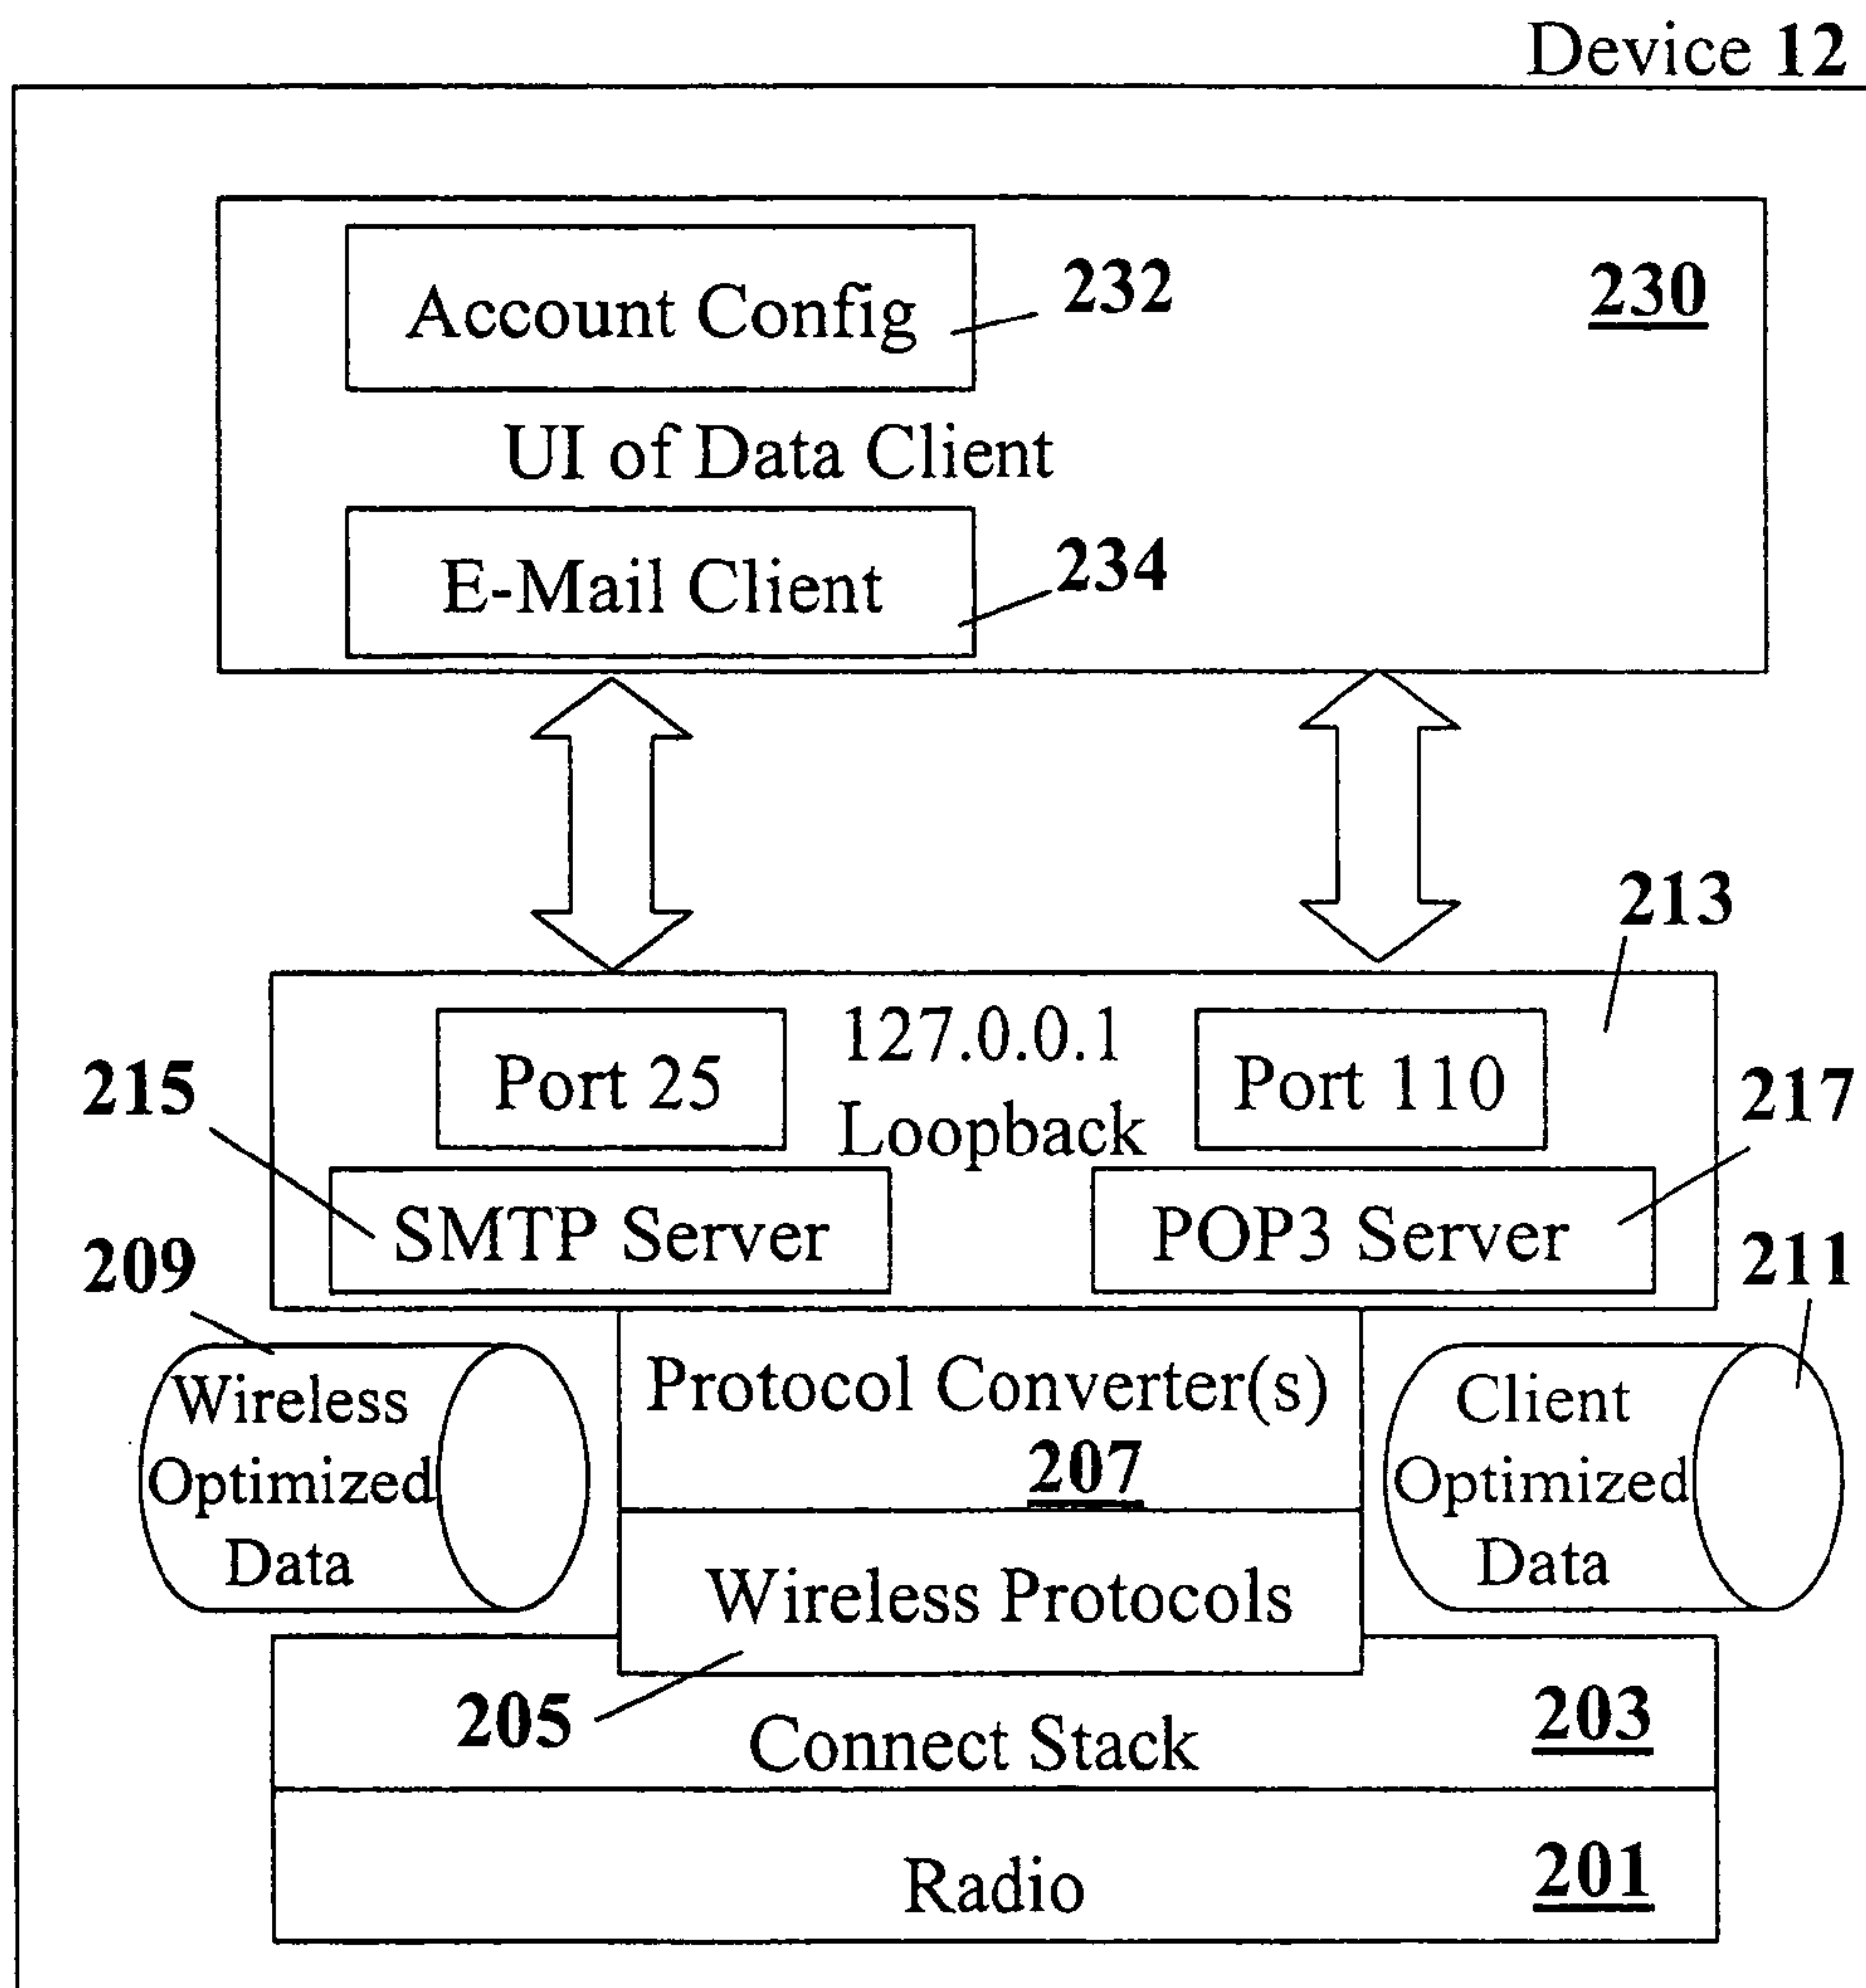 Device 12
Account Config
232
230
UI of Data Client
E-Mail Client
234
213
Port 25
127.0.0.1
Loopback
Port 110
215
217
SMTP Server
POP3 Server
209
211
Wireless
Optimized
Data
Protocol Converter(s)
207
Client
Optimized
Data
Wireless Protocols
205
Connect Stack
203
Radio
201